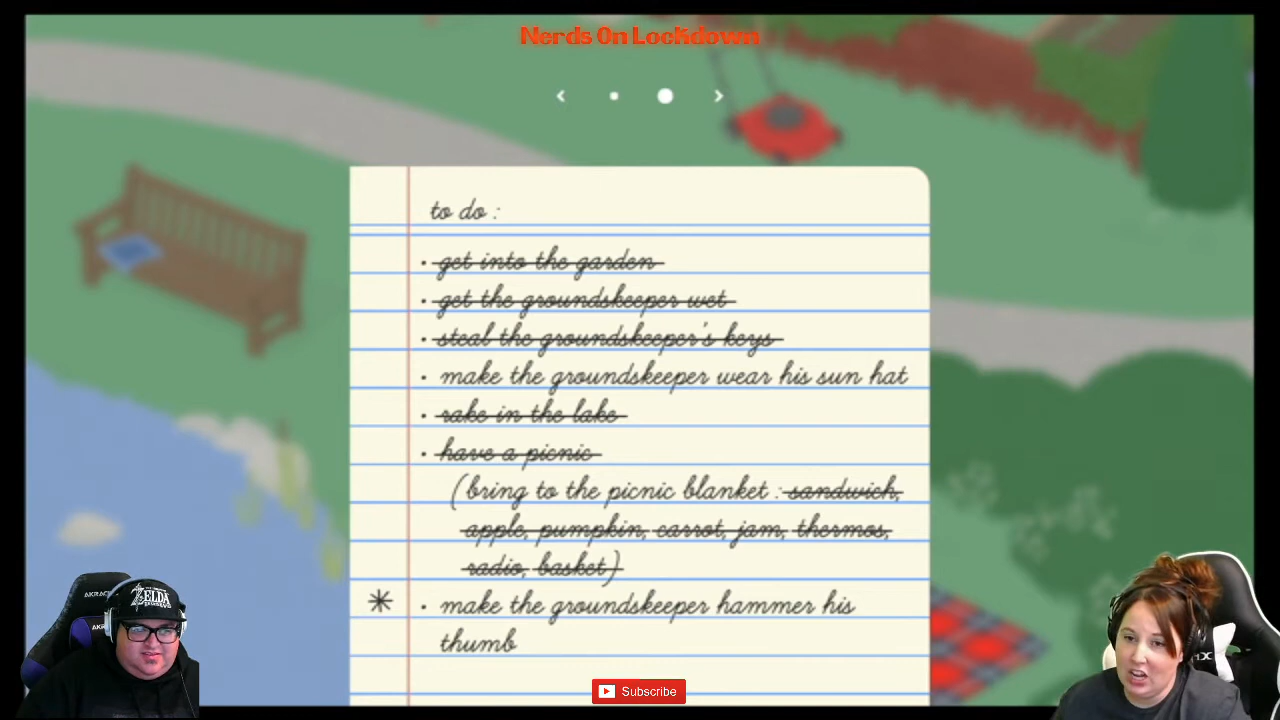 Nerds On Lockdown
to do :
• get into the garden
• get the groundskeeper wet
• steal the groundskeeper's keys
• make the groundskeeper wear his sun hat
• rake in the lake
• have a picnic
(bring to the picnic blanket : sandwich,
apple, pumpkin, carrot, jam, thermos,
radio, basket)
* • make the groundskeeper hammer his
thumb
AKRACING
ZELDA
Subscribe